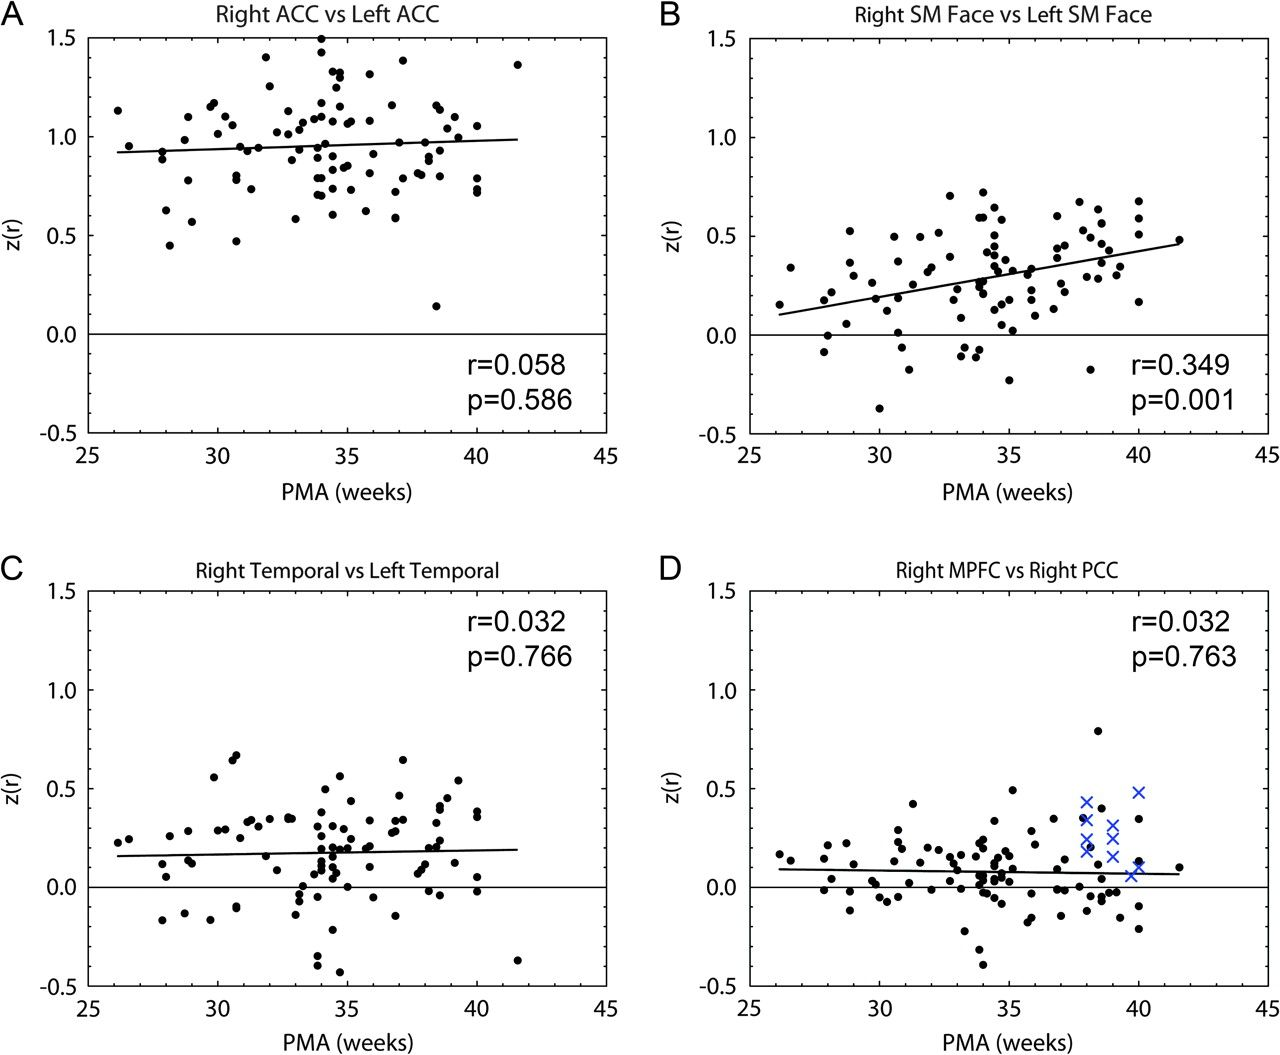 A
Right ACC vs Left ACC
1.5
1.0
0.5
0.0
-0.5
z(r)
r=0.058
p=0.586
25 30 35 40 45
PMA (weeks)
B
Right SM Face vs Left SM Face
1.5
1.0
0.5
0.0
-0.5
z(r)
r=0.349
p=0.001
25 30 35 40 45
PMA (weeks)
C
Right Temporal vs Left Temporal
1.5
1.0
0.5
0.0
-0.5
z(r)
r=0.032
p=0.766
25 30 35 40 45
PMA (weeks)
D
Right MPFC vs Right PCC
1.5
1.0
0.5
0.0
-0.5
z(r)
r=0.032
p=0.763
25 30 35 40 45
PMA (weeks)